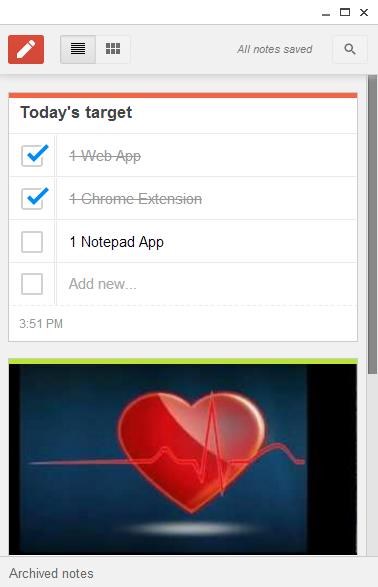 All notes saved
Today's target
1 Web App
1 Chrome Extension
1 Notepad App
Add new...
3:51 PM
Archived notes